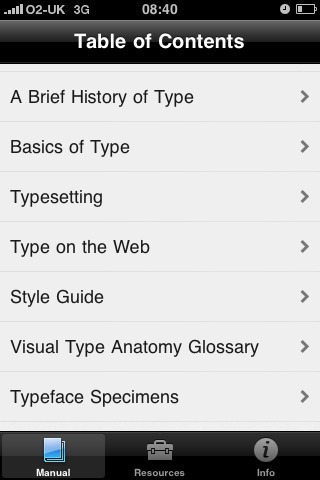 O2-UK 3G 08:40
Table of Contents
A Brief History of Type
Basics of Type
Typesetting
Type on the Web
Style Guide
Visual Type Anatomy Glossary
Typeface Specimens
Manual Resources Info